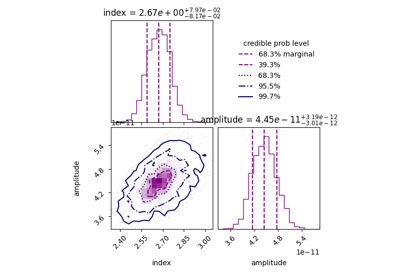 index = 2.67e+00 +7.97e−02 −8.17e−02
credible prob level
68.3% marginal
39.3%
68.3%
95.5%
99.7%
1e−11
amplitude = 4.45e−11 +3.19e−12 −3.01e−12
amplitude
5.4
4.8
4.2
3.6
2.40 2.55 2.70 2.85 3.00
3.6 4.2 4.8 5.4
1e−11
index
amplitude